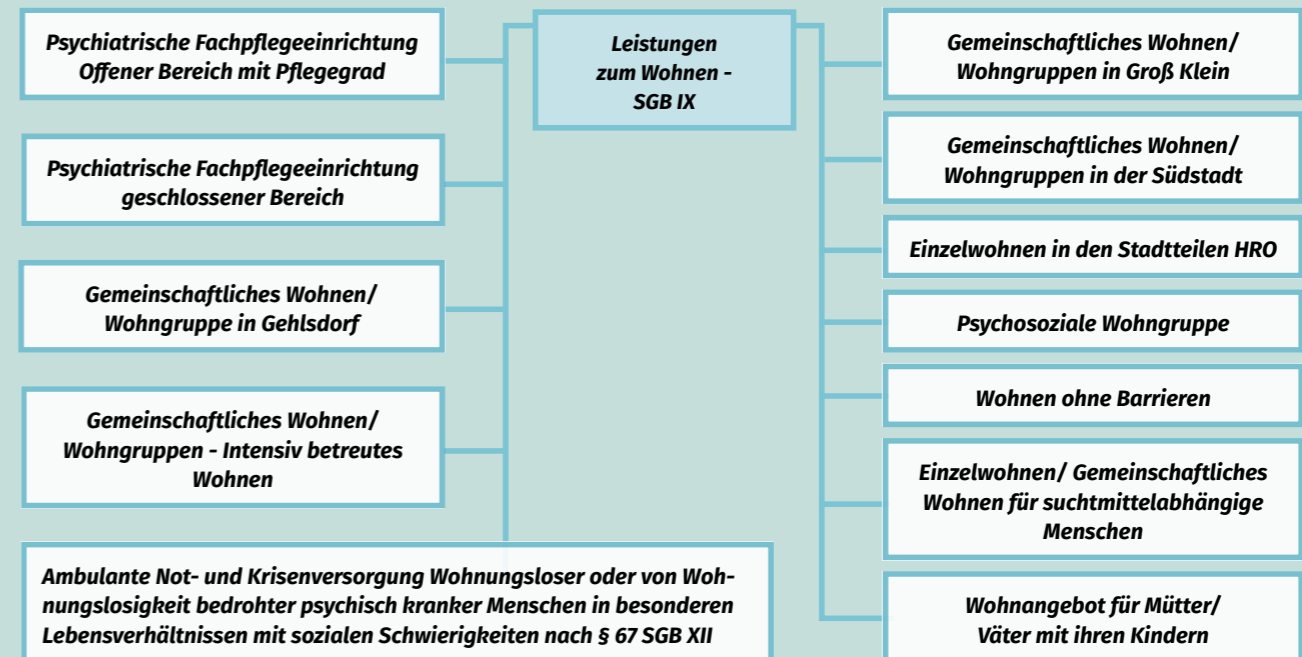 Leistungen
zum Wohnen -
SGB IX
Psychiatrische Fachpflegeeinrichtung
Offener Bereich mit Pflegegrad
Psychiatrische Fachpflegeeinrichtung
geschlossener Bereich
Gemeinschaftliches Wohnen/
Wohngruppe in Gehlsdorf
Gemeinschaftliches Wohnen/
Wohngruppen - Intensiv betreutes
Wohnen
Ambulante Not- und Krisenversorgung Wohnungsloser oder von Woh-
nungslosigkeit bedrohter psychisch kranker Menschen in besonderen
Lebensverhältnissen mit sozialen Schwierigkeiten nach § 67 SGB XII
Gemeinschaftliches Wohnen/
Wohngruppen in Groß Klein
Gemeinschaftliches Wohnen/
Wohngruppen in der Südstadt
Einzelwohnen in den Stadtteilen HRO
Psychosoziale Wohngruppe
Wohnen ohne Barrieren
Einzelwohnen/ Gemeinschaftliches
Wohnen für suchtmittelabhängige
Menschen
Wohnangebot für Mütter/
Väter mit ihren Kindern